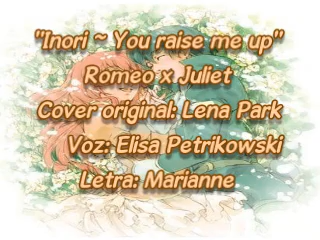 "Inori ~ You raise me up"
Romeo x Juliet
Cover original: Lena Park
Voz: Elisa Petrikowski
Letra: Marianne